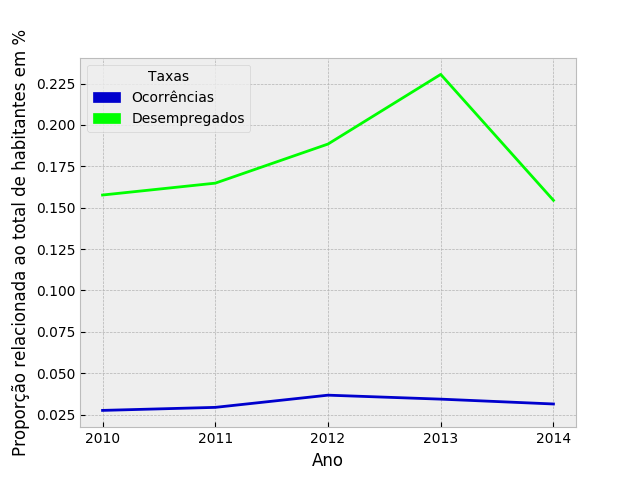 Proporção relacionada ao total de habitantes em %
0.225
0.200
0.175
0.150
0.125
0.100
0.075
0.050
0.025
Taxas
Ocorrências
Desempregados
2010 2011 2012 2013 2014
Ano